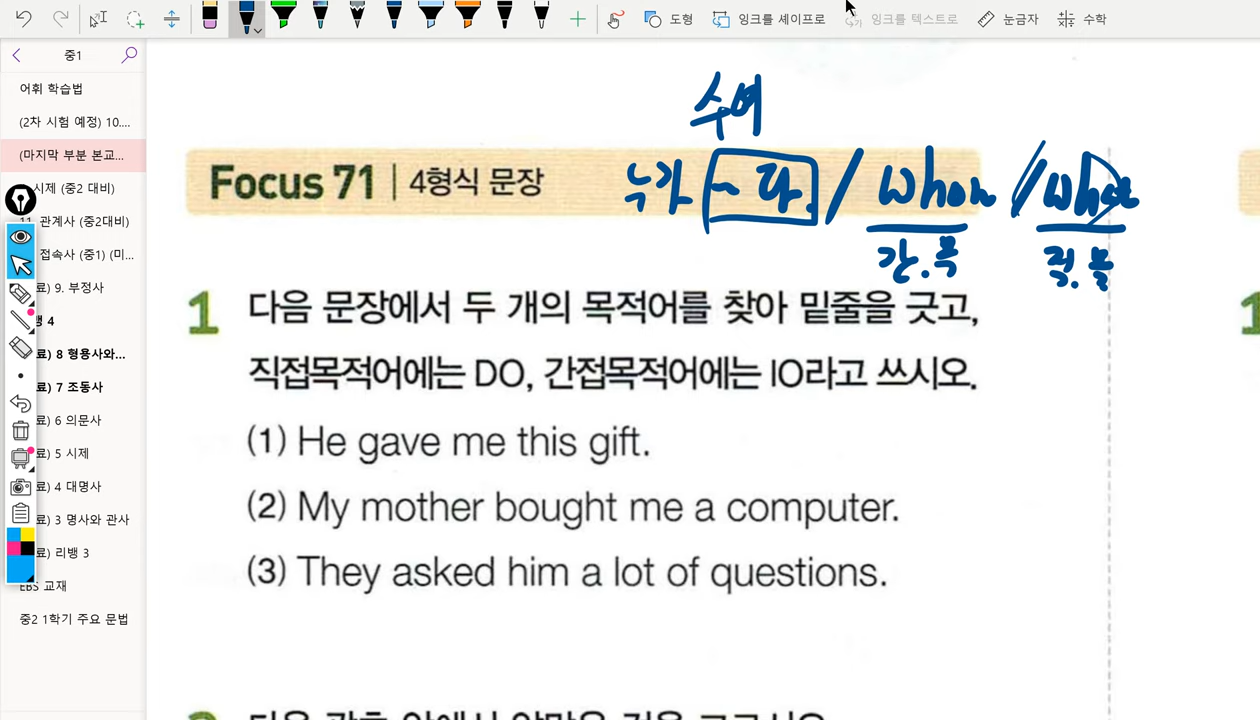 도형
잉크를 셰이프로
잉크를 텍스트로
눈금자
수학
중1
어휘 학습법
(2차 시험 예정) 10....
(마지막 부분 본교...
시제 (중2 대비)
11. 관계사 (중2대비)
접속사 (중1) (미...
료) 9. 부정사
뱅 4
료) 8 형용사와...
료) 7 조동사
료) 6 의문사
료) 5 시제
료) 4 대명사
료) 3 명사와 관사
료) 리뱅 3
EBS 교재
중2 1학기 주요 문법
수여
Focus 71 | 4형식 문장
누가 ~다. / whom / what
간.목 직.목
1 다음 문장에서 두 개의 목적어를 찾아 밑줄을 긋고,
직접목적어에는 DO, 간접목적어에는 IO라고 쓰시오.
(1) He gave me this gift.
(2) My mother bought me a computer.
(3) They asked him a lot of questions.